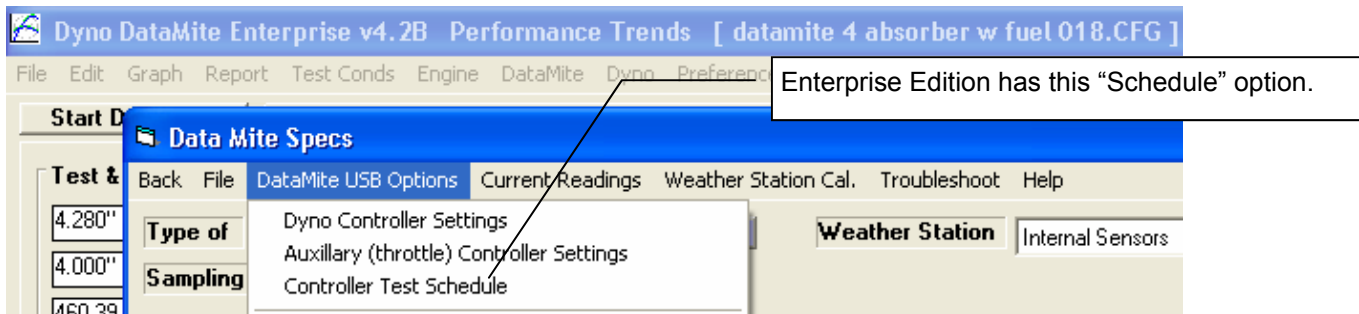 Dyno DataMite Enterprise v4.2B Performance Trends [ datamite 4 absorber w fuel 018.CFG ]
File Edit Graph Report Test Conds Engine DataMite Dyno
Enterprise Edition has this “Schedule” option.
Start
Data Mite Specs
Test &
Back File DataMite USB Options Current Readings Weather Station Cal. Troubleshoot Help
4.280"
Type of
Dyno Controller Settings
Weather Station
Internal Sensors
Auxillary (throttle) Controller Settings
4.000"
Sampling
Controller Test Schedule
460.39